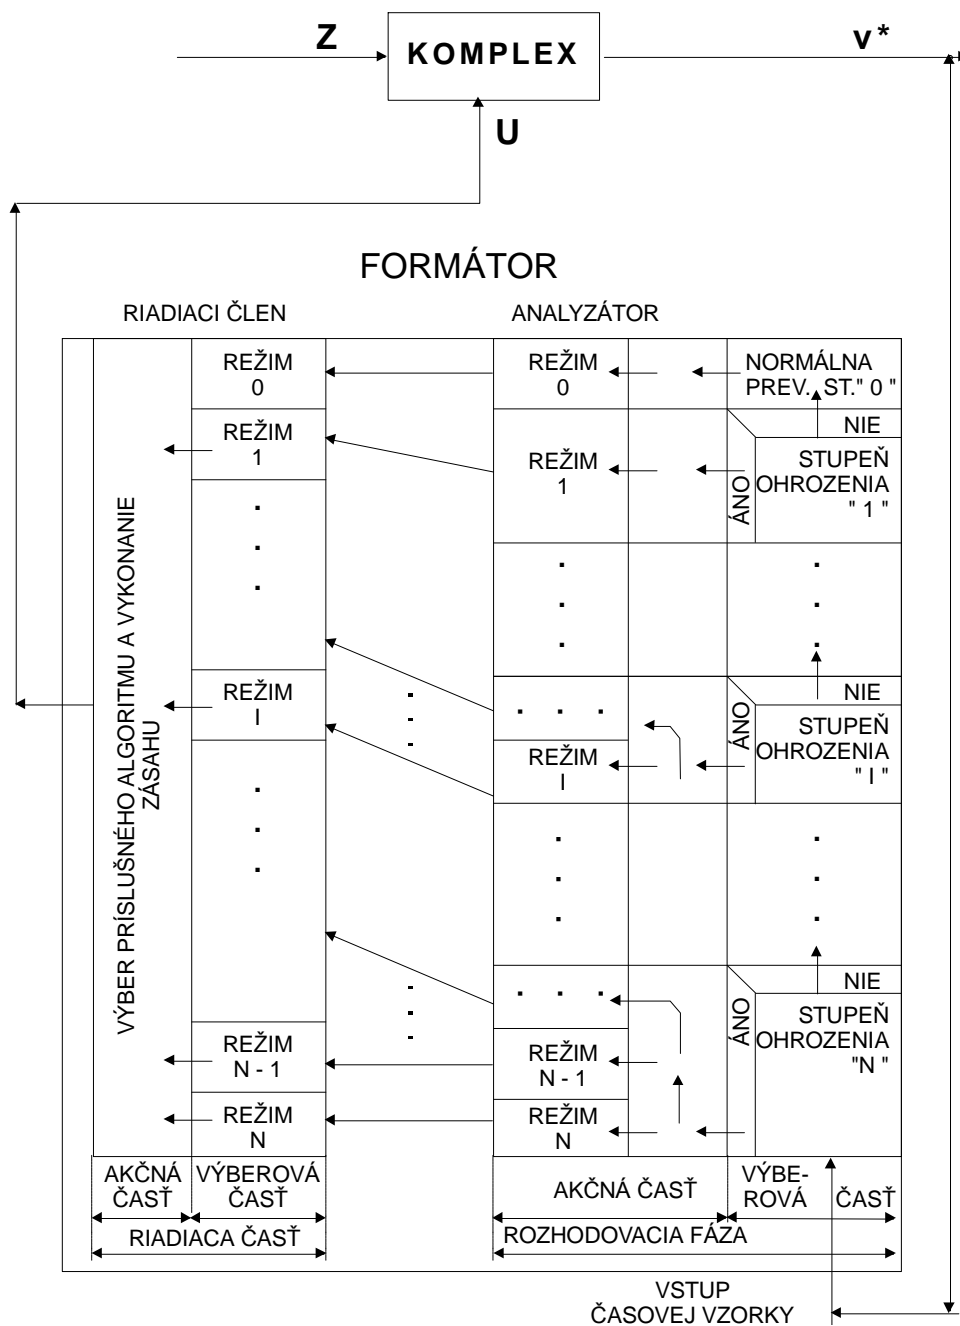 Z
KOMPLEX
v*
U
FORMÁTOR
RIADIACI ČLEN
ANALYZÁTOR
REŽIM
0
REŽIM
0
NORMÁLNA
PREV. ST." 0 "
REŽIM
1
REŽIM
1
ÁNO
NIE
STUPEŇ
OHROZENIA
" 1 "
VÝBER PRÍSLUŠNÉHO ALGORITMU A VYKONANIE
ZÁSAHU
REŽIM
I
REŽIM
I
ÁNO
NIE
STUPEŇ
OHROZENIA
" I "
REŽIM
N - 1
REŽIM
N - 1
ÁNO
NIE
STUPEŇ
OHROZENIA
"N "
REŽIM
N
REŽIM
N
AKČNÁ
ČASŤ
VÝBEROVÁ
ČASŤ
AKČNÁ ČASŤ
VÝBE-
ROVÁ ČASŤ
RIADIACA ČASŤ
ROZHODOVACIA FÁZA
VSTUP
ČASOVEJ VZORKY